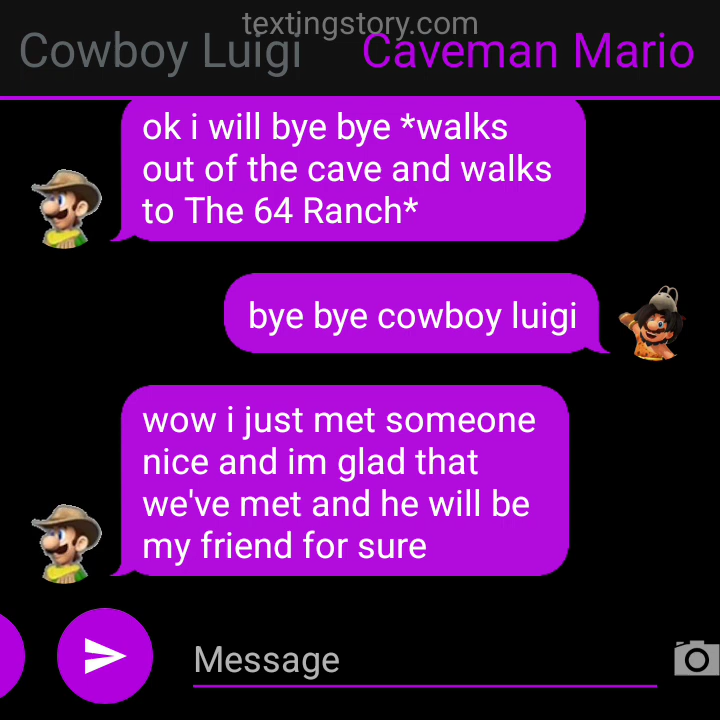 textingstory.com
Cowboy Luigi
Caveman Mario
ok i will bye bye *walks
out of the cave and walks
to The 64 Ranch*
bye bye cowboy luigi
wow i just met someone
nice and im glad that
we've met and he will be
my friend for sure
Message